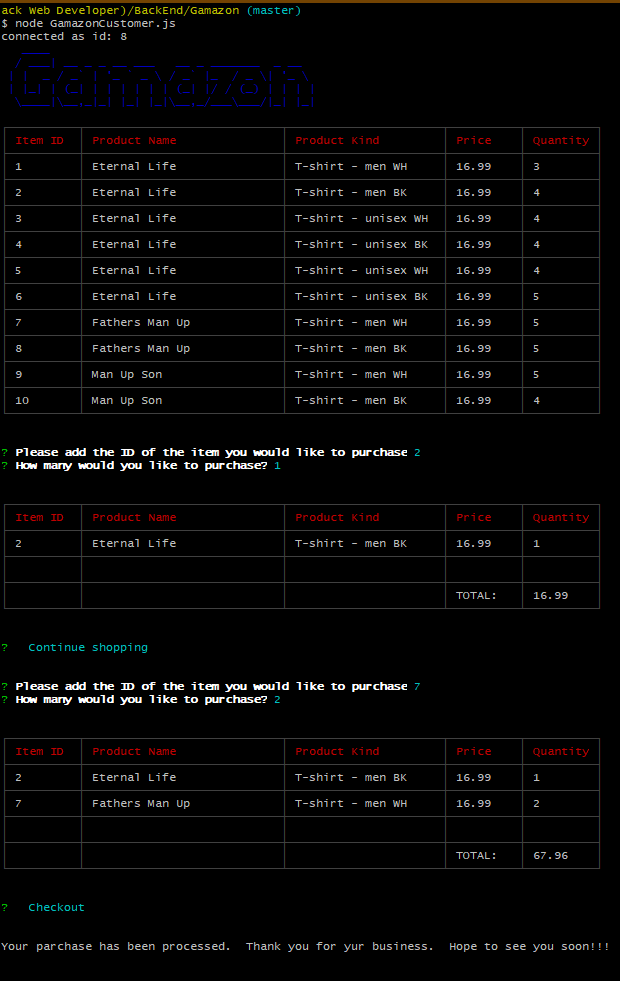 ack Web Developer)/BackEnd/Gamazon (master)
$ node GamazonCustomer.js
connected as id: 8
Gamazon
Item ID Product Name Product Kind Price Quantity
1 Eternal Life T-shirt - men WH 16.99 3
2 Eternal Life T-shirt - men BK 16.99 4
3 Eternal Life T-shirt - unisex WH 16.99 4
4 Eternal Life T-shirt - unisex BK 16.99 4
5 Eternal Life T-shirt - unisex WH 16.99 4
6 Eternal Life T-shirt - unisex BK 16.99 5
7 Fathers Man Up T-shirt - men WH 16.99 5
8 Fathers Man Up T-shirt - men BK 16.99 5
9 Man Up Son T-shirt - men WH 16.99 5
10 Man Up Son T-shirt - men BK 16.99 4
? Please add the ID of the item you would like to purchase 2
? How many would you like to purchase? 1
Item ID Product Name Product Kind Price Quantity
2 Eternal Life T-shirt - men BK 16.99 1
TOTAL: 16.99
? Continue shopping
? Please add the ID of the item you would like to purchase 7
? How many would you like to purchase? 2
Item ID Product Name Product Kind Price Quantity
2 Eternal Life T-shirt - men BK 16.99 1
7 Fathers Man Up T-shirt - men WH 16.99 2
TOTAL: 67.96
? Checkout
Your parchase has been processed. Thank you for yur business. Hope to see you soon!!!